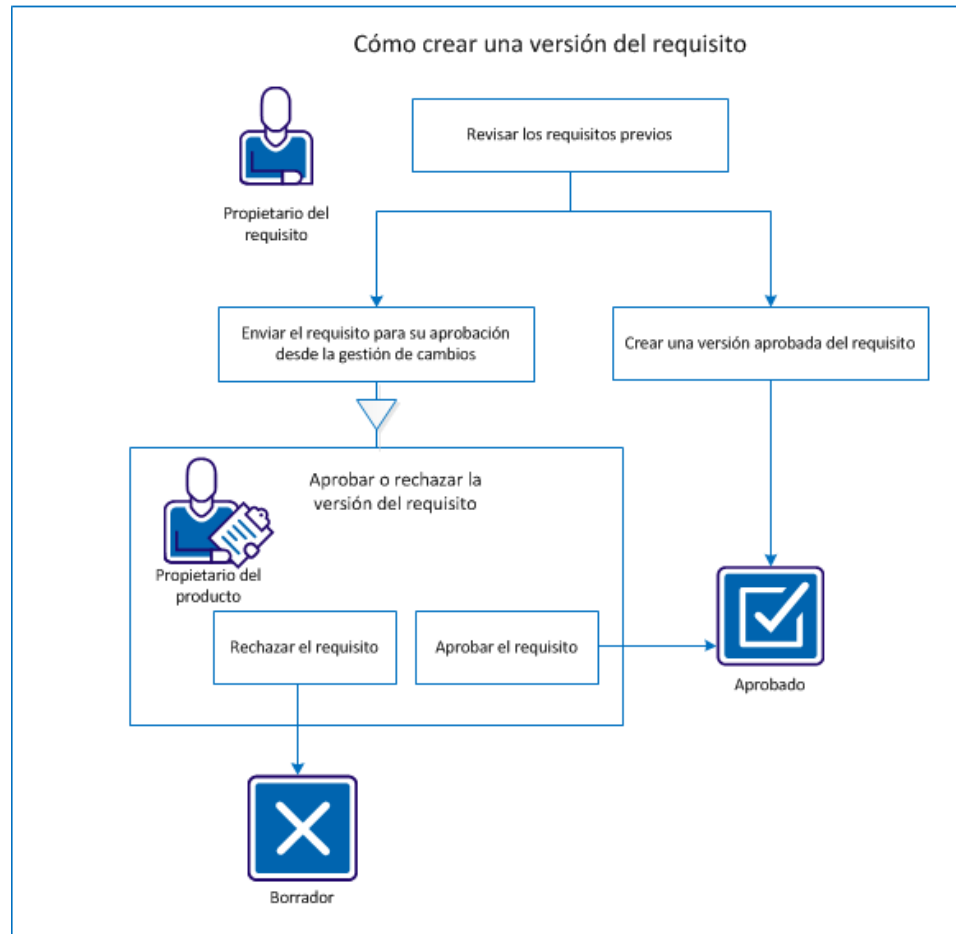 Cómo crear una versión del requisito
Revisar los requisitos previos
Propietario del
requisito
Enviar el requisito para su aprobación
desde la gestión de cambios
Crear una versión aprobada del requisito
Aprobar o rechazar la
versión del requisito
Propietario del
producto
Rechazar el requisito
Aprobar el requisito
Aprobado
Borrador